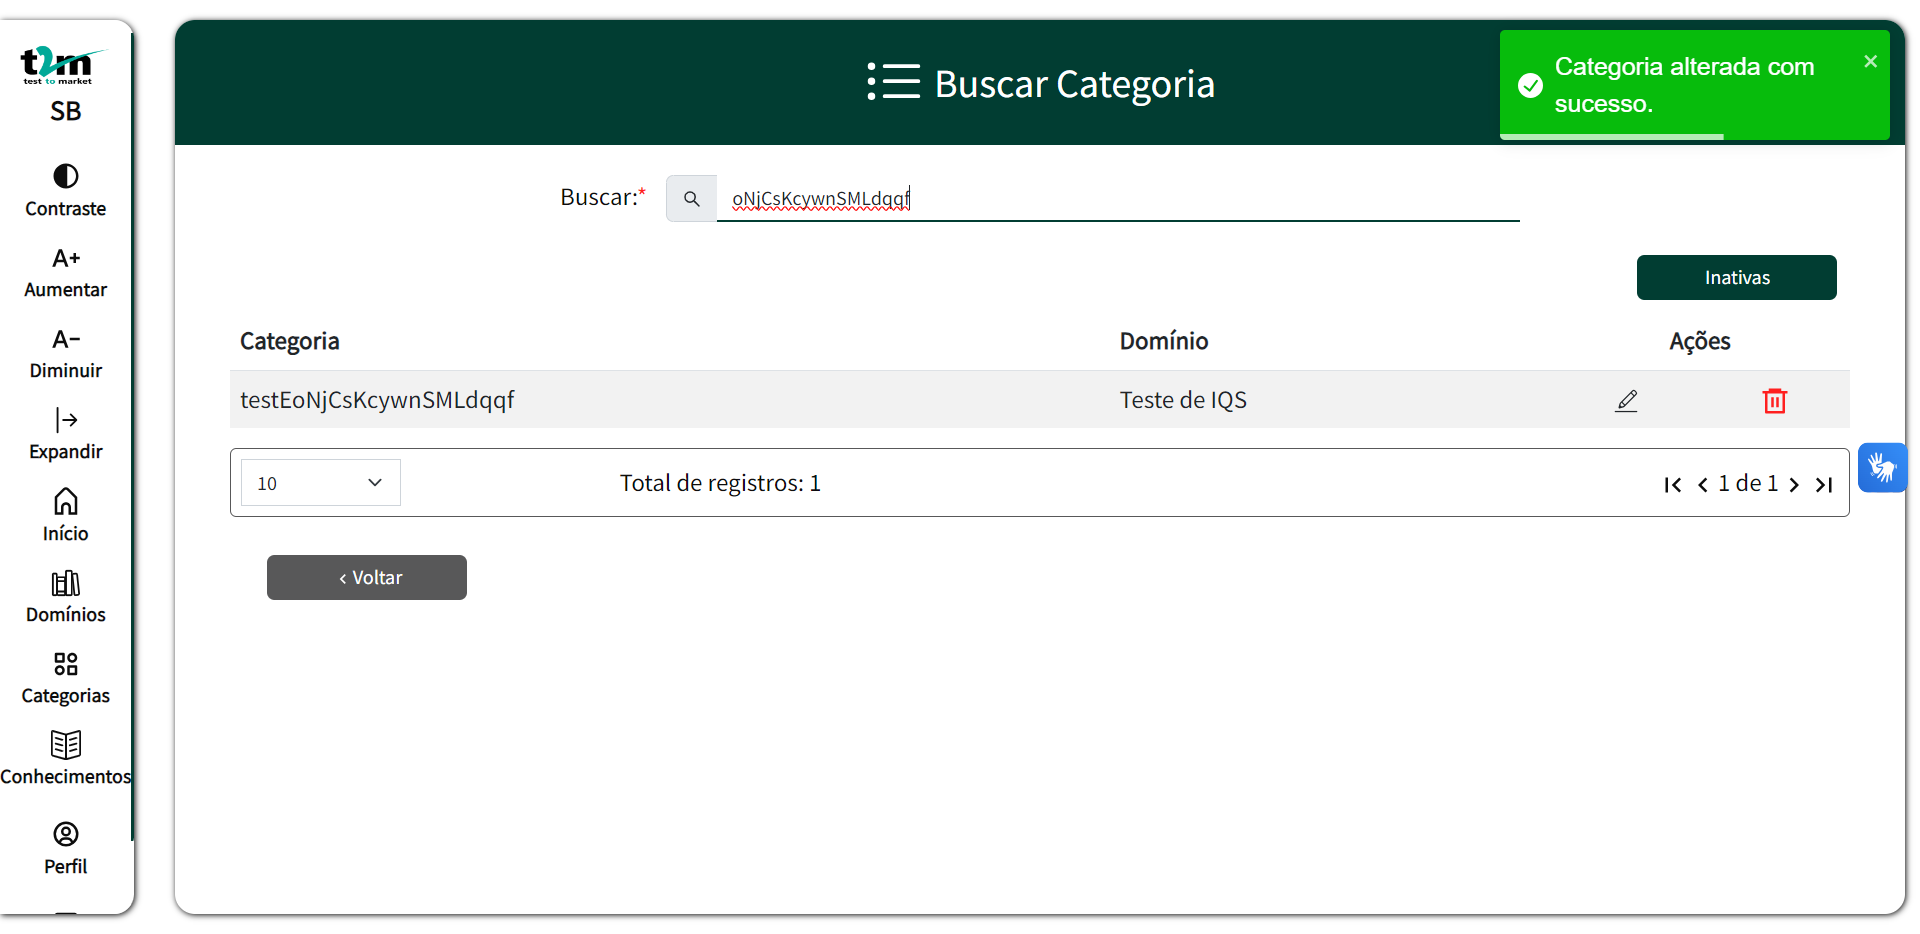 t2m
test to market
SB
Contraste
A+
Aumentar
A-
Diminuir
Expandir
Início
Domínios
Categorias
Conhecimentos
Perfil
Buscar Categoria
Categoria alterada com
sucesso.
Buscar:*
oNjCsKcywnSMLdqqf
Inativas
Categoria Domínio Ações
testEoNjCsKcywnSMLdqqf Teste de IQS
10 Total de registros: 1 1 de 1
‹ Voltar